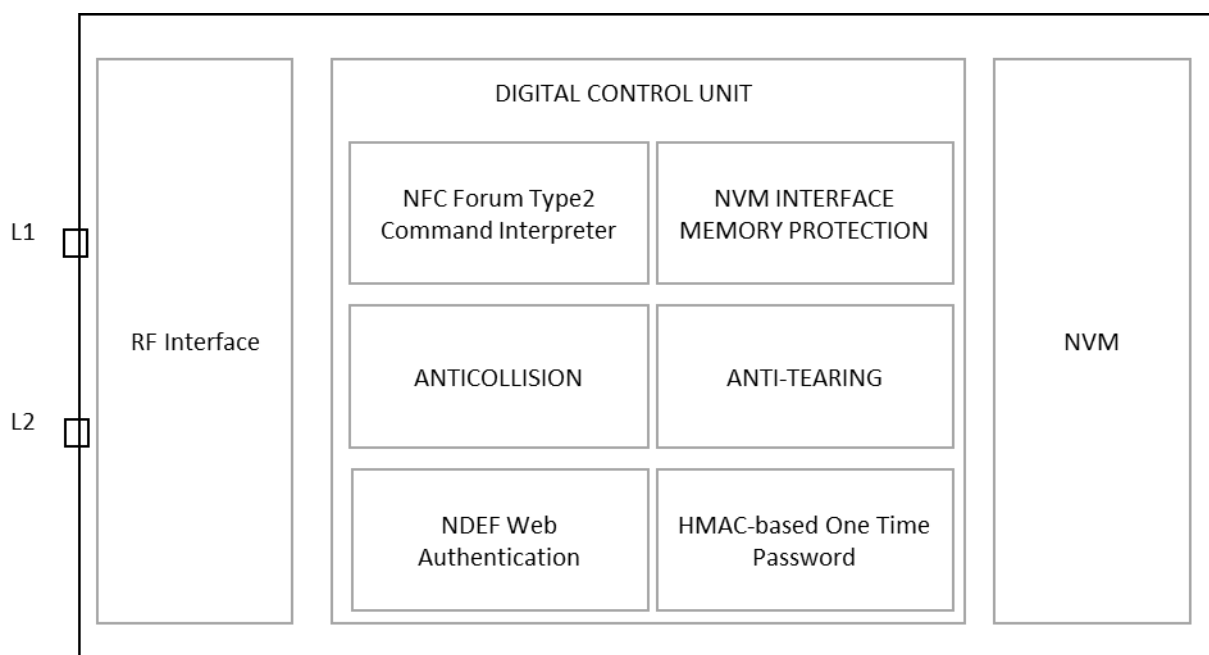 DIGITAL CONTROL UNIT
NFC Forum Type2
Command Interpreter
NVM INTERFACE
MEMORY PROTECTION
L1
RF Interface
NVM
ANTICOLLISION
ANTI-TEARING
L2
NDEF Web
Authentication
HMAC-based One Time
Password